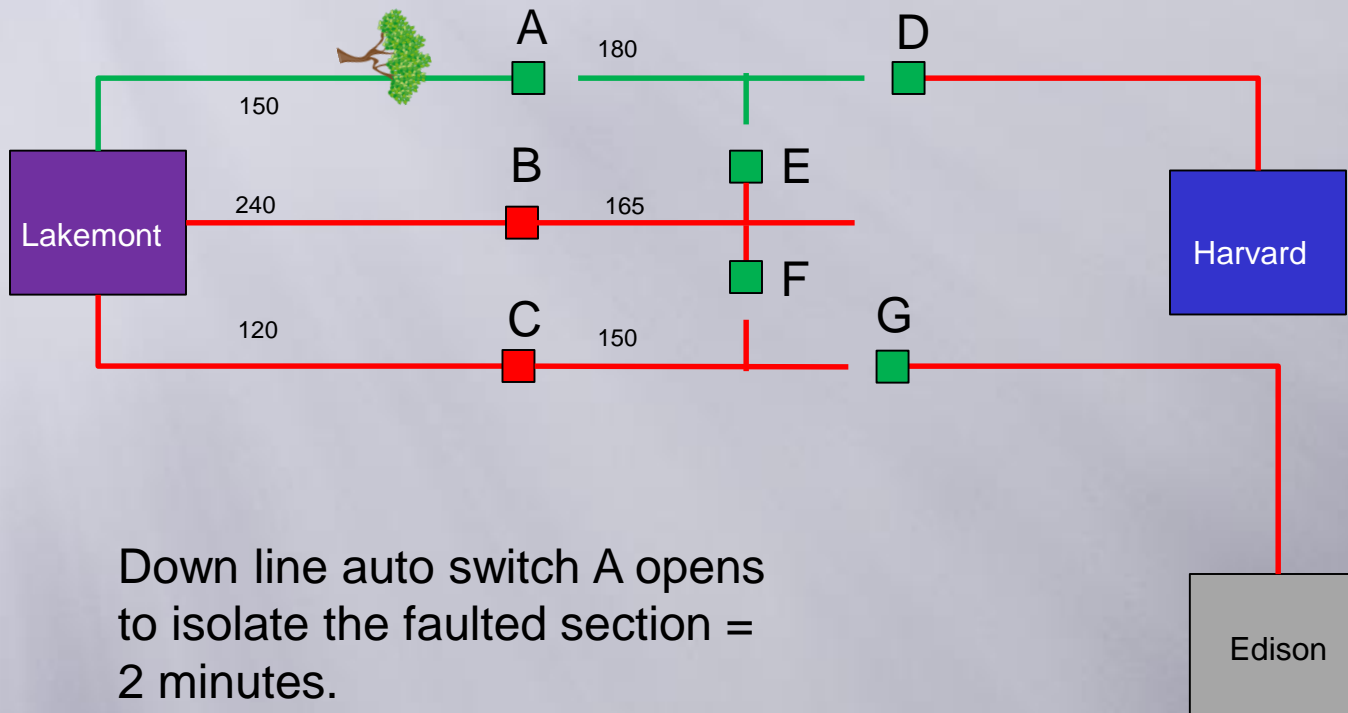 A
D
180
150
B
E
240
165
Lakemont
Harvard
F
C
G
120
150
Down line auto switch A opens
to isolate the faulted section =
2 minutes.
Edison